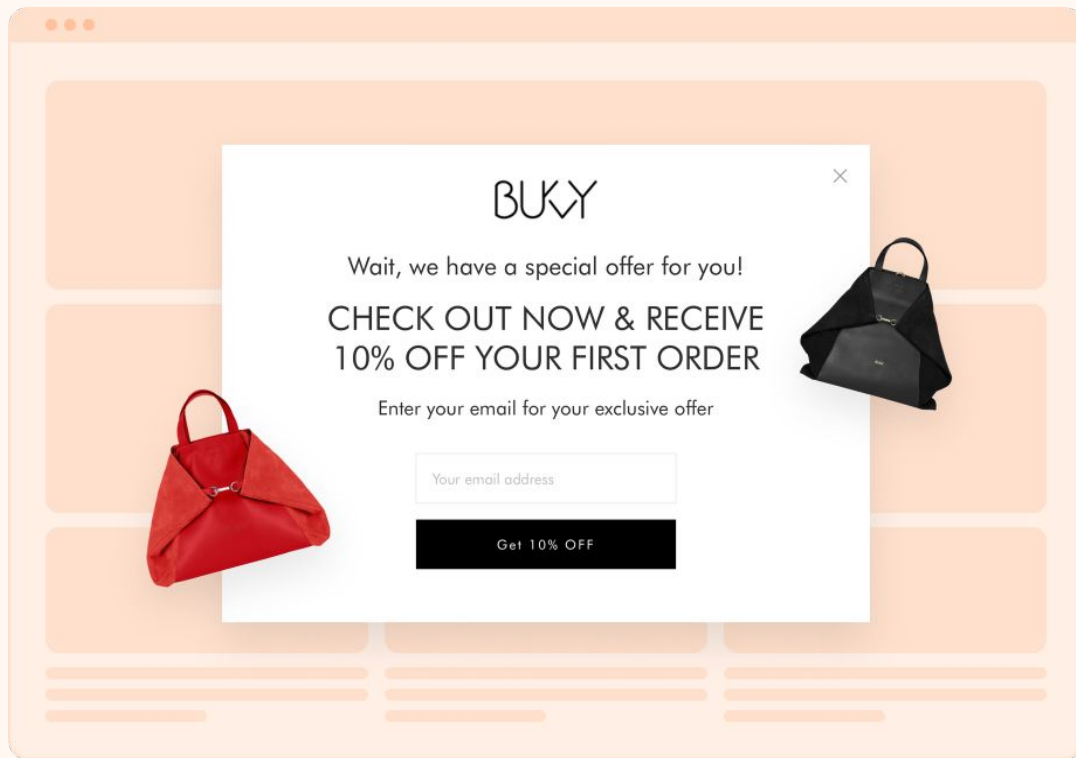 BUKVY
Wait, we have a special offer for you!
CHECK OUT NOW & RECEIVE
10% OFF YOUR FIRST ORDER
Enter your email for your exclusive offer
Your email address
Get 10% OFF